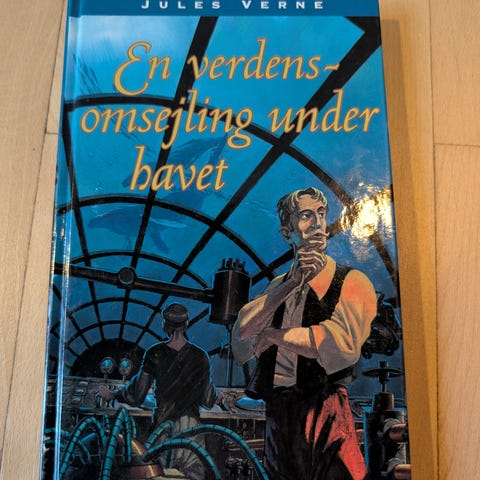 JULES VERNE
En verdens-
omsejling under
havet